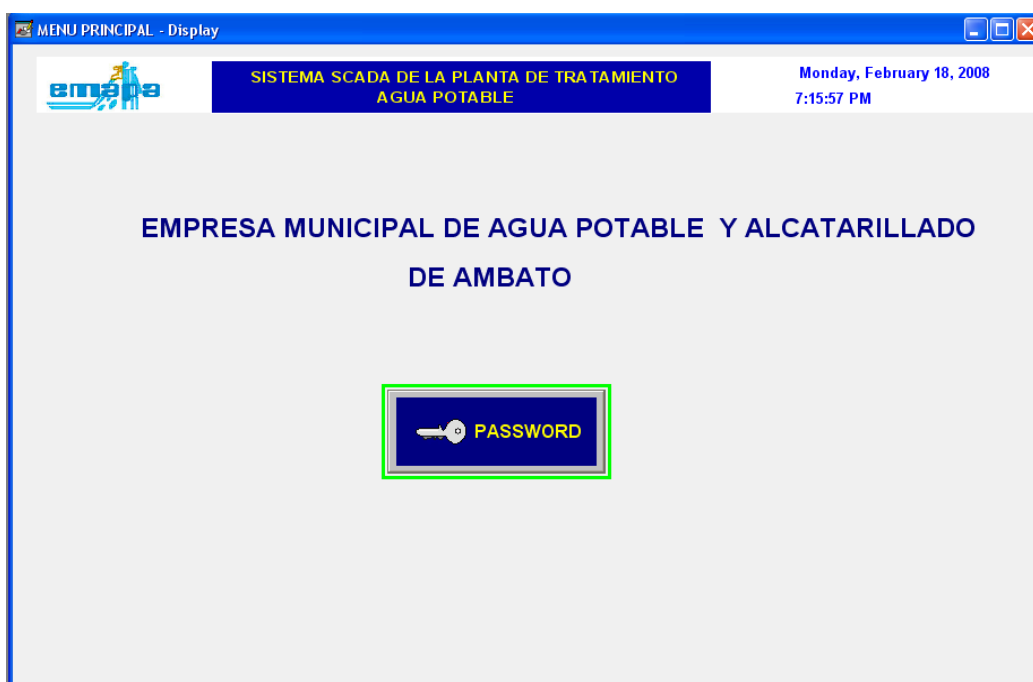 MENU PRINCIPAL - Display
emapa
SISTEMA SCADA DE LA PLANTA DE TRATAMIENTO
AGUA POTABLE
Monday, February 18, 2008
7:15:57 PM
EMPRESA MUNICIPAL DE AGUA POTABLE Y ALCATARILLADO
DE AMBATO
PASSWORD